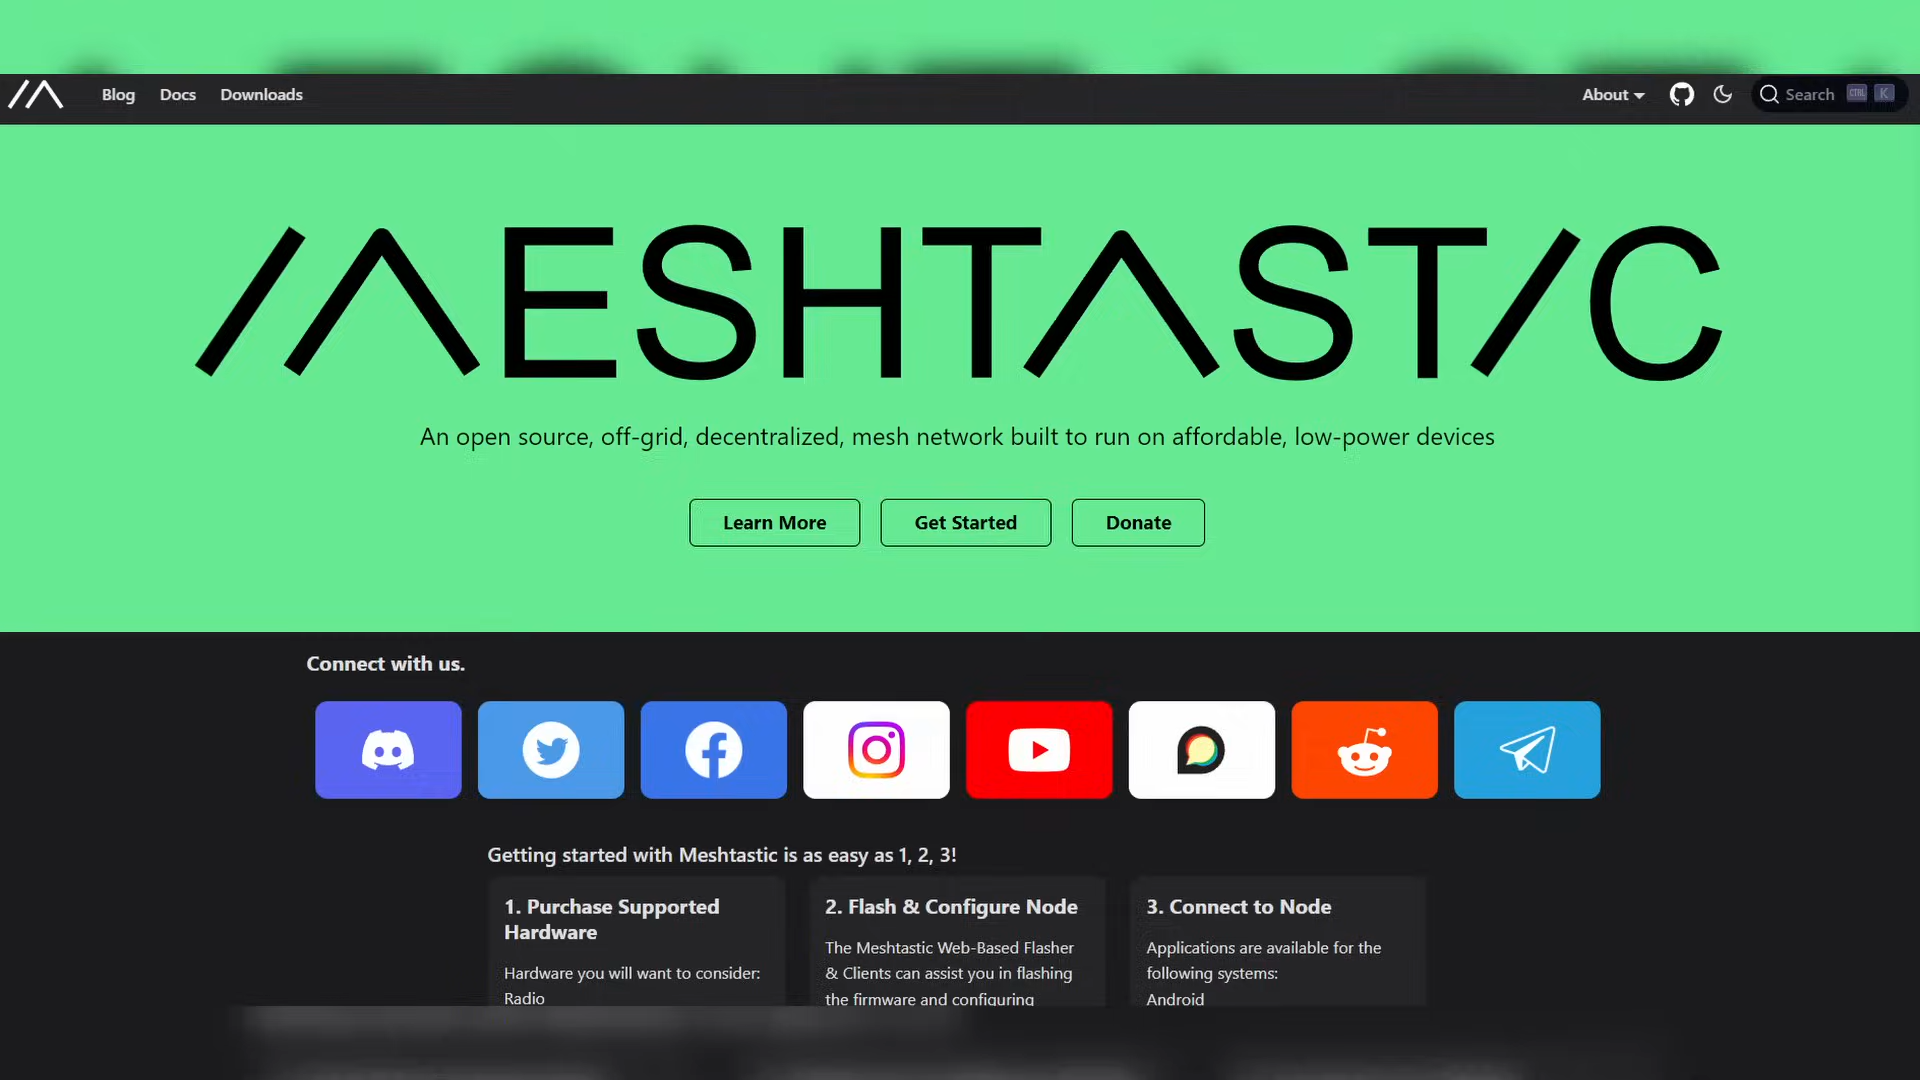 Blog Docs Downloads About Search CTRL K
MESHTASTIC
An open source, off-grid, decentralized, mesh network built to run on affordable, low-power devices
Learn More Get Started Donate
Connect with us.
Getting started with Meshtastic is as easy as 1, 2, 3!
1. Purchase Supported
Hardware
Hardware you will want to consider:
Radio
2. Flash & Configure Node
The Meshtastic Web-Based Flasher
& Clients can assist you in flashing
the firmware and configuring
3. Connect to Node
Applications are available for the
following systems:
Android